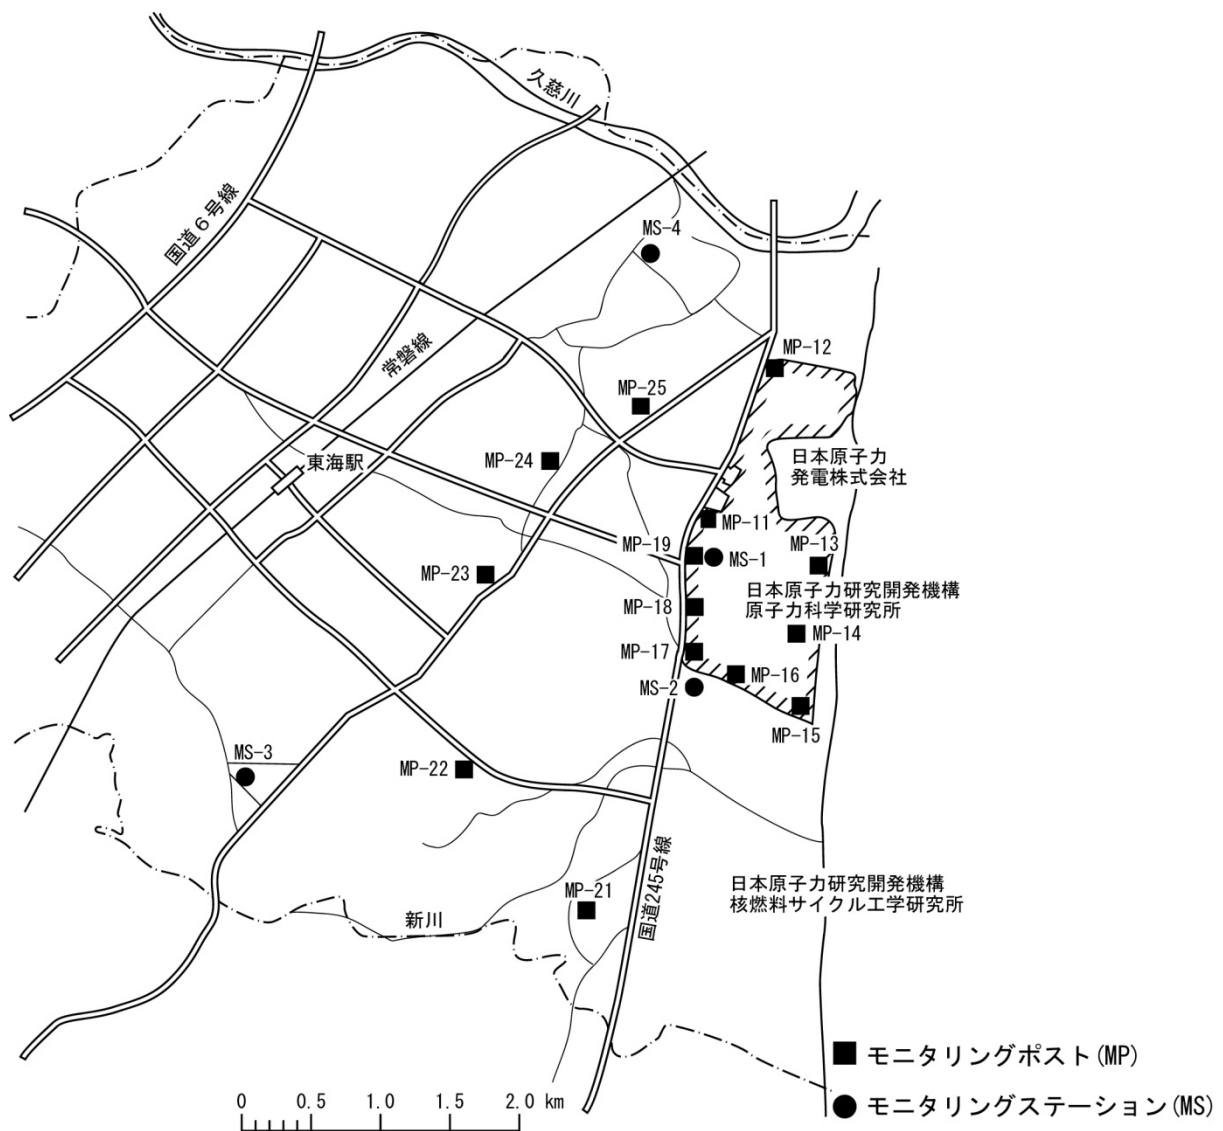 久慈川
国道6号線
MS-4
常磐線
MP-12
MP-25
日本原子力
発電株式会社
東海駅
MP-24
MP-11
MP-19
MS-1
MP-13
MP-23
日本原子力研究開発機構
原子力科学研究所
MP-18
MP-14
MP-17
MP-16
MS-2
MP-15
MS-3
MP-22
国道245号線
日本原子力研究開発機構
核燃料サイクル工学研究所
MP-21
新川
モニタリングポスト(MP)
モニタリングステーション(MS)
0 0.5 1.0 1.5 2.0 km